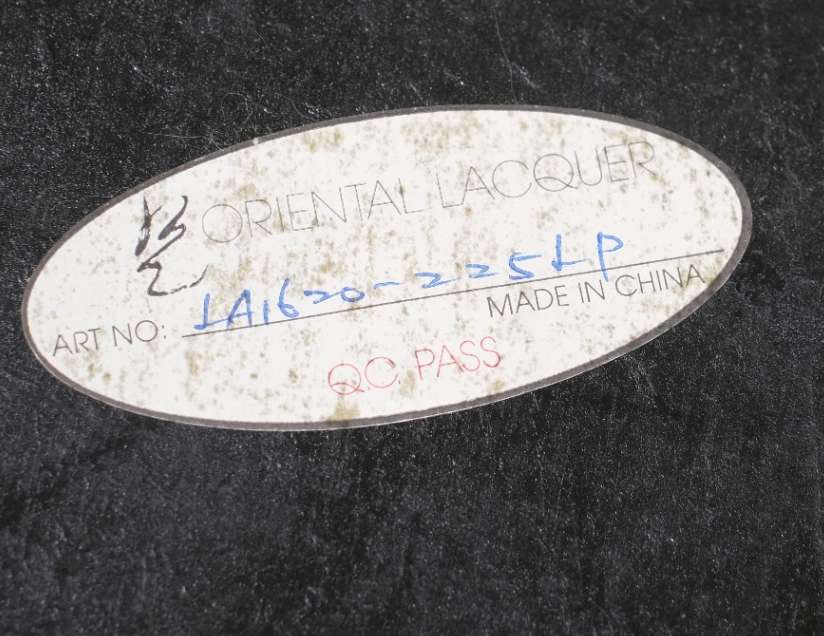 ORIENTAL LACQUER
ART NO: LA1620-225LP
MADE IN CHINA
Q.C. PASS